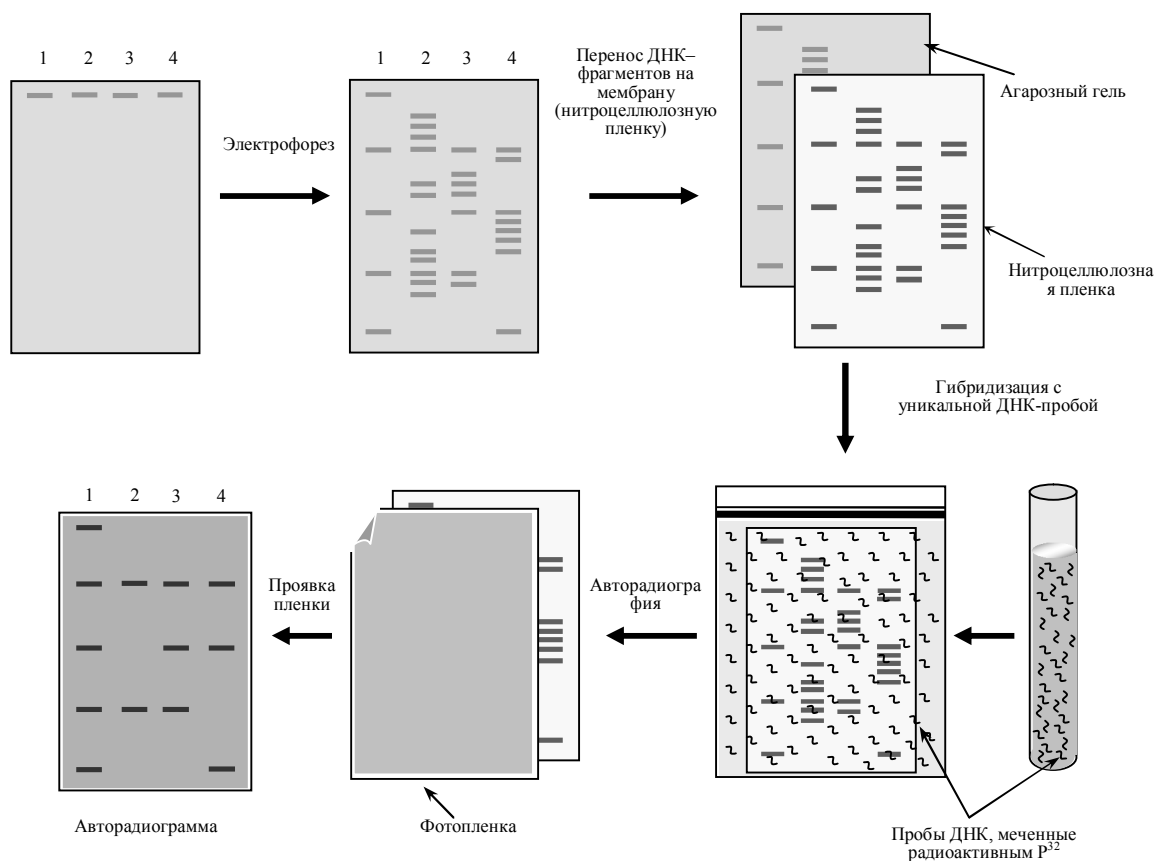 1 2 3 4
Электрофорез
1 2 3 4
Перенос ДНК–
фрагментов на
мембрану
(нитроцеллюлозную
пленку)
Агарозный гель
Нитроцеллюлозна
я пленка
Гибридизация с
уникальной ДНК-пробой
Пробы ДНК, меченные
радиоактивным P³²
Авторадиогра
фия
Фотопленка
Проявка
пленки
1 2 3 4
Авторадиограмма